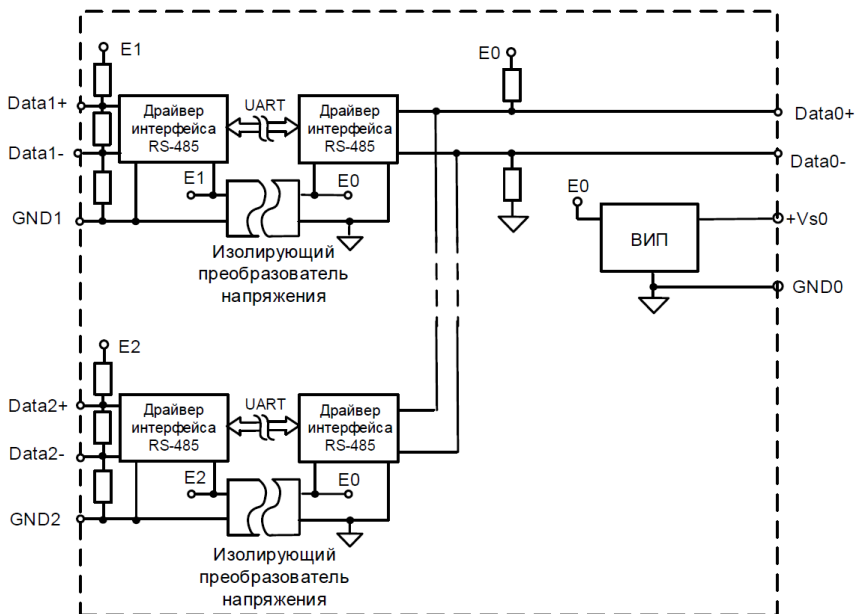 E1
E0
Data1+
Драйвер
интерфейса
RS-485
UART
Драйвер
интерфейса
RS-485
Data0+
Data1-
Data0-
E1
E0
E0
GND1
+Vs0
ВИП
Изолирующий
преобразователь
напряжения
GND0
E2
Data2+
Драйвер
интерфейса
RS-485
UART
Драйвер
интерфейса
RS-485
Data2-
E2
E0
GND2
Изолирующий
преобразователь
напряжения